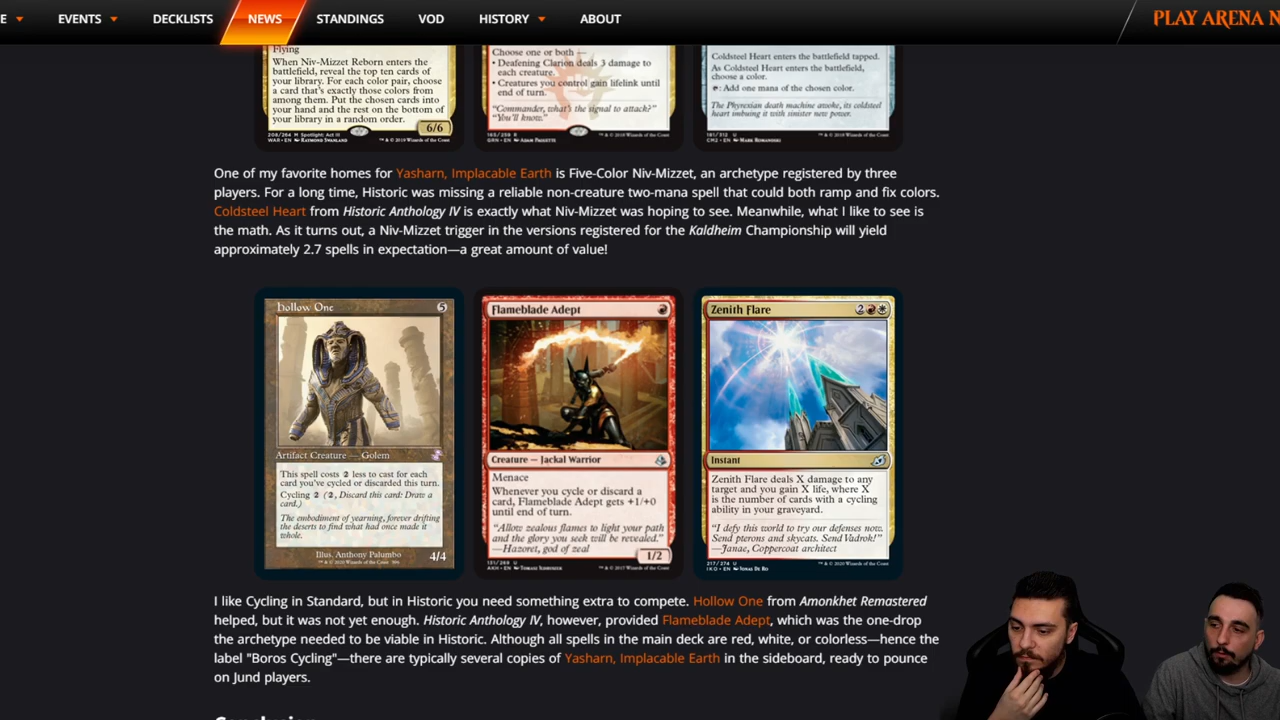 E EVENTS DECKLISTS NEWS STANDINGS VOD HISTORY ABOUT PLAY ARENA N
Flying
When Niv-Mizzet Reborn enters the
battlefield, reveal the top ten cards of
your library. For each color pair, choose
a card that's exactly those colors from
among them. Put the chosen cards into
your hand and the rest on the bottom of
your library in a random order.
6/6
Choose one or both —
• Deafening Clarion deals 3 damage to
each creature.
• Creatures you control gain lifelink until
end of turn.
"Commander, what's the signal to attack?"
"You'll know."
Coldsteel Heart enters the battlefield tapped.
As Coldsteel Heart enters the battlefield,
choose a color.
: Add one mana of the chosen color.
The Phyrexian death machine awoke, its coldsteel
heart imbuing it with sinister new power.
One of my favorite homes for Yasharn, Implacable Earth is Five-Color Niv-Mizzet, an archetype registered by three
players. For a long time, Historic was missing a reliable non-creature two-mana spell that could both ramp and fix colors.
Coldsteel Heart from Historic Anthology IV is exactly what Niv-Mizzet was hoping to see. Meanwhile, what I like to see is
the math. As it turns out, a Niv-Mizzet trigger in the versions registered for the Kaldheim Championship will yield
approximately 2.7 spells in expectation—a great amount of value!
Hollow One 5
Artifact Creature — Golem
This spell costs 2 less to cast for each
card you've cycled or discarded this turn.
Cycling 2 (2, Discard this card: Draw a
card.)
The embodiment of yearning, forever drifting
the deserts to find what had once made it
whole.
Illus. Anthony Palumbo
4/4
Flameblade Adept
Creature — Jackal Warrior
Menace
Whenever you cycle or discard a
card, Flameblade Adept gets +1/+0
until end of turn.
"Allow zealous flames to light your path
and the glory you seek will be revealed."
—Hazoret, god of zeal
1/2
Zenith Flare 2
Instant
Zenith Flare deals X damage to any
target and you gain X life, where X
is the number of cards with a cycling
ability in your graveyard.
"I defy this world to try our defenses now.
Send pterons and skycats. Send Vadrok!"
—Janae, Coppercoat architect
I like Cycling in Standard, but in Historic you need something extra to compete. Hollow One from Amonkhet Remastered
helped, but it was not yet enough. Historic Anthology IV, however, provided Flameblade Adept, which was the one-drop
the archetype needed to be viable in Historic. Although all spells in the main deck are red, white, or colorless—hence the
label "Boros Cycling"—there are typically several copies of Yasharn, Implacable Earth in the sideboard, ready to pounce
on Jund players.